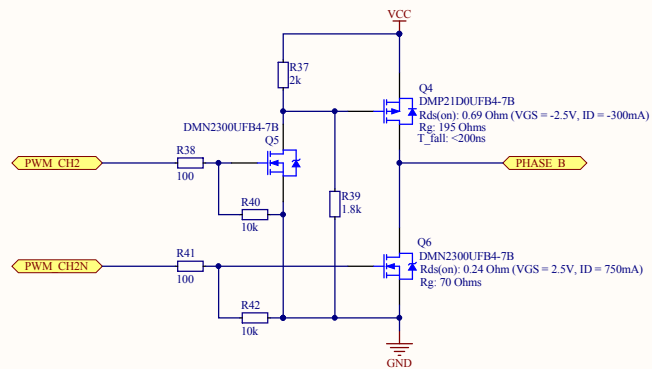 VCC
R37
2k
Q4
DMP21D0UFB4-7B
Rds(on): 0.69 Ohm (VGS = -2.5V, ID = -300mA)
Rg: 195 Ohms
T_fall: <200ns
DMN2300UFB4-7B
Q5
PWM_CH2
R38
100
PHASE_B
R40
10k
R39
1.8k
Q6
DMN2300UFB4-7B
Rds(on): 0.24 Ohm (VGS = 2.5V, ID = 750mA)
Rg: 70 Ohms
PWM_CH2N
R41
100
R42
10k
GND